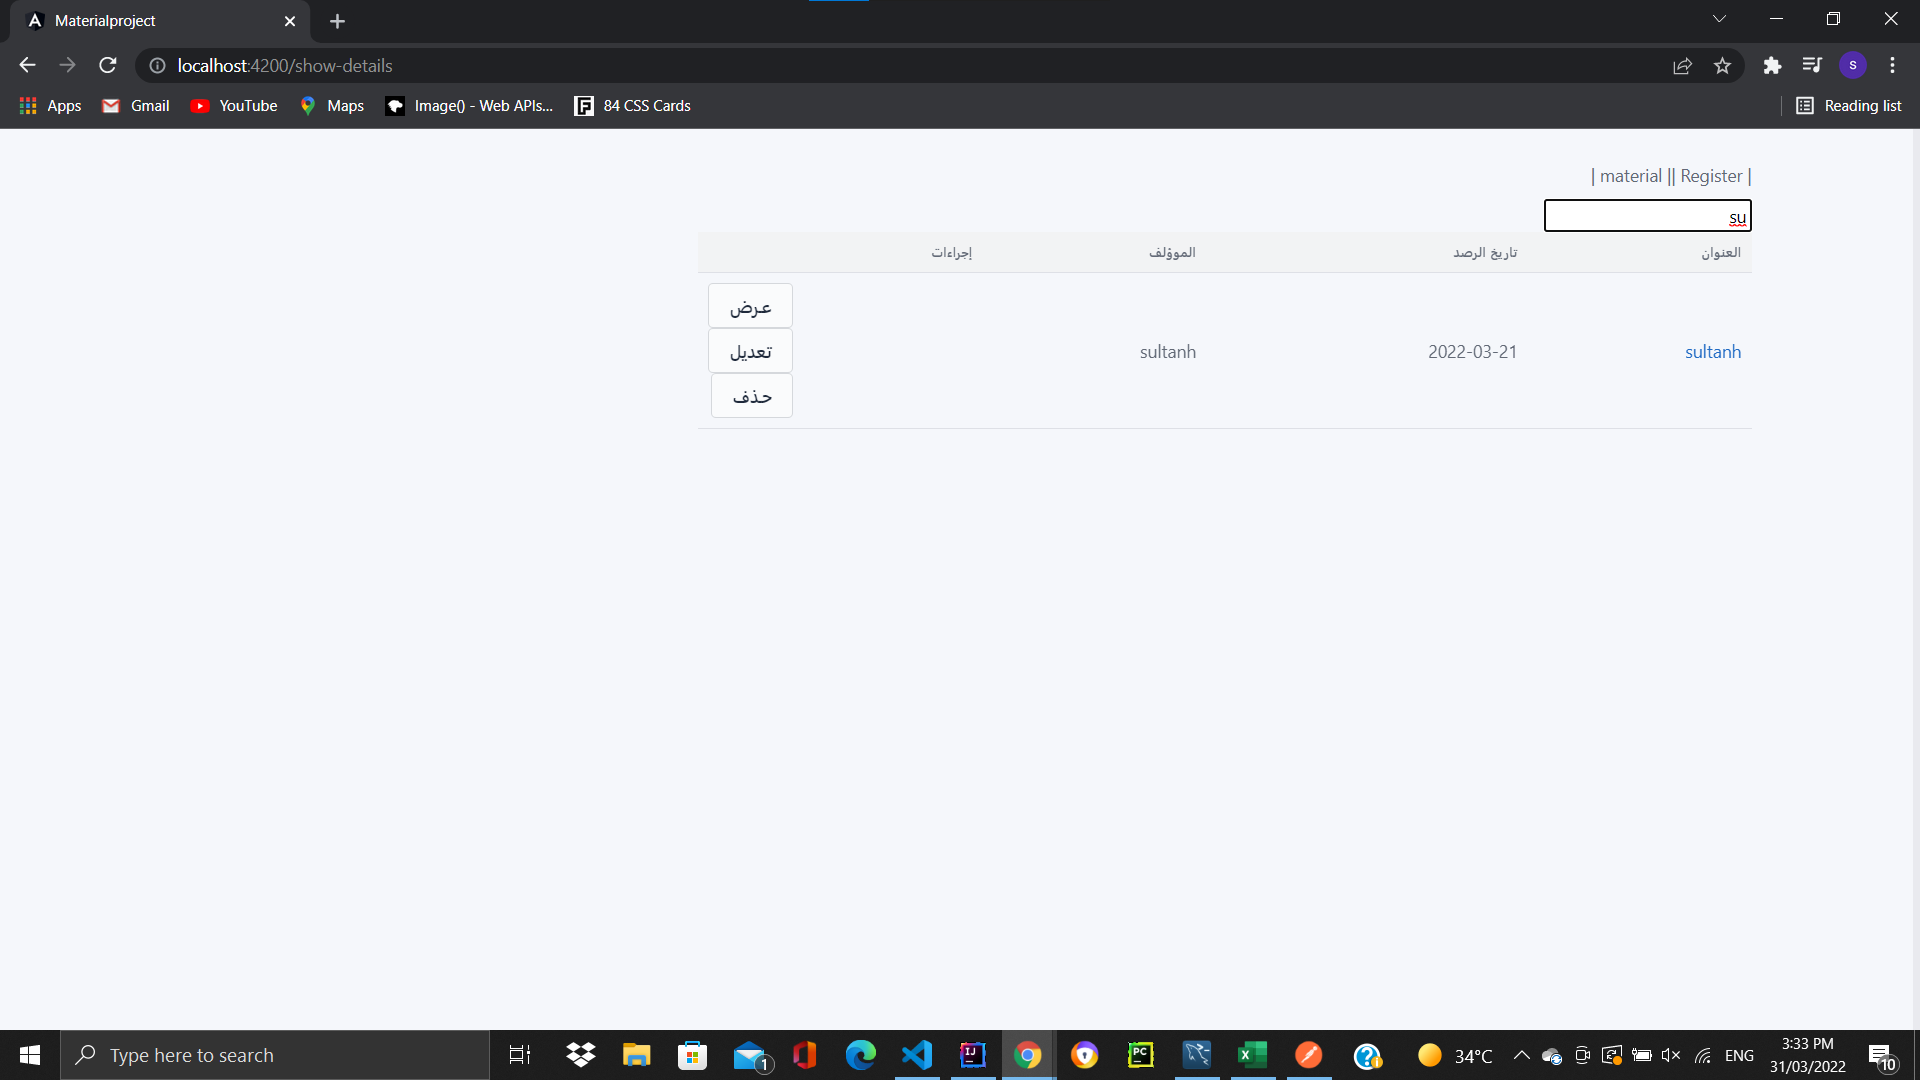 Materialproject
localhost:4200/show-details
Apps Gmail YouTube Maps Image() - Web APIs... 84 CSS Cards Reading list
| material || Register |
su
العنوان تاريخ الرصد الموؤلف إجراءات
عرض
sultanh 2022-03-21 sultanh تعديل
حذف
Type here to search
1
34°C
ENG
3:33 PM
31/03/2022
10